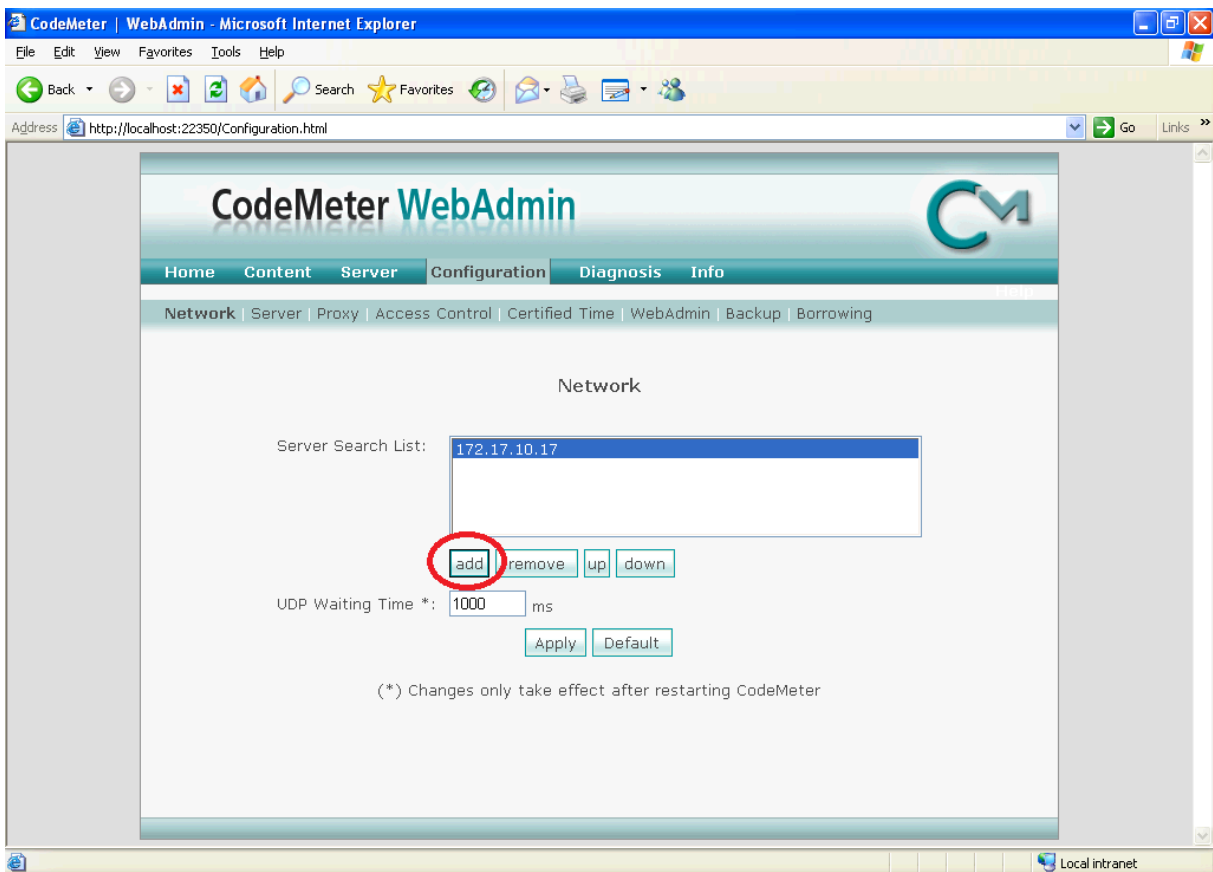 CodeMeter | WebAdmin - Microsoft Internet Explorer
File Edit View Favorites Tools Help
Back Search Favorites
Address http://localhost:22350/Configuration.html Go Links »
CodeMeter WebAdmin
CM
Home Content Server Configuration Diagnosis Info
Help
Network | Server | Proxy | Access Control | Certified Time | WebAdmin | Backup | Borrowing
Network
Server Search List: 172.17.10.17
add remove up down
UDP Waiting Time *: 1000 ms
Apply Default
(*) Changes only take effect after restarting CodeMeter
Local intranet